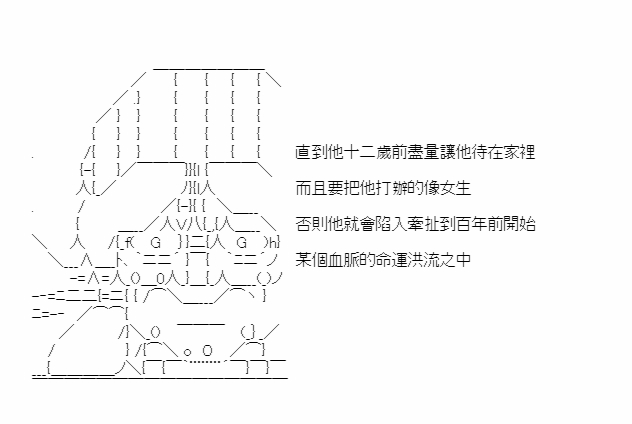 直到他十二歲前盡量讓他待在家裡
而且要把他打辦的像女生
否則他就會陷入牽扯到百年前開始
某個血脈的命運洪流之中